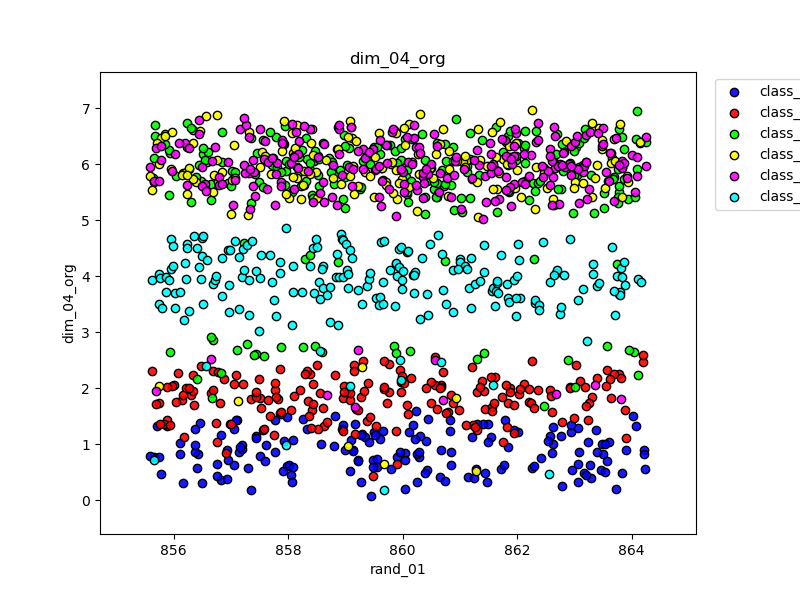 dim_04_org
class_
class_
class_
class_
class_
class_
7
6
5
4
3
2
1
0
dim_04_org
856 858 860 862 864
rand_01